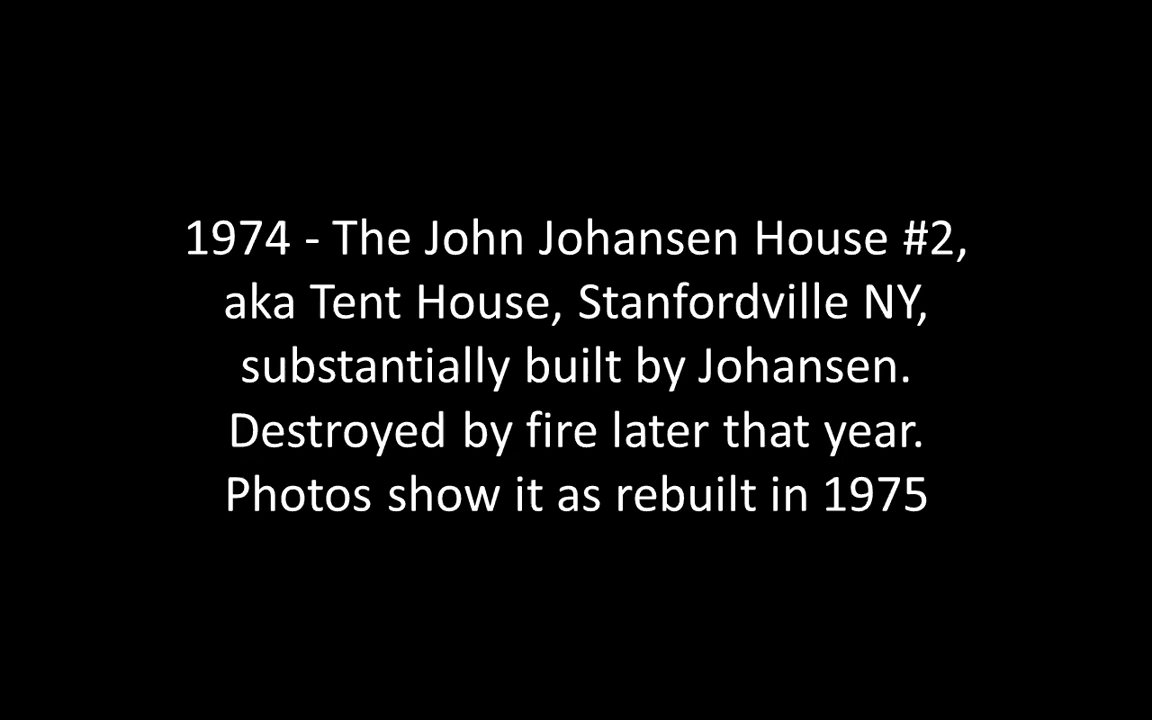 1974 - The John Johansen House #2,
aka Tent House, Stanfordville NY,
substantially built by Johansen.
Destroyed by fire later that year.
Photos show it as rebuilt in 1975